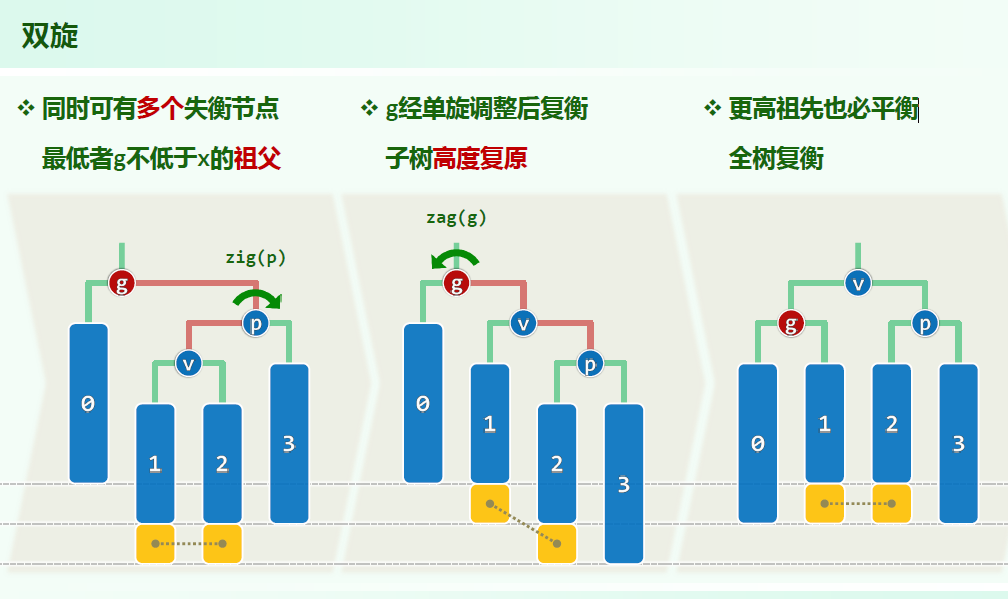 双旋
❖ 同时可有多个失衡节点
最低者g不低于x的祖父
❖ g经单旋调整后复衡
子树高度复原
❖ 更高祖先也必平衡
全树复衡
zig(p)
g
p
v
0
1
2
3
zag(g)
g
v
p
0
1
2
3
v
g
p
0
1
2
3